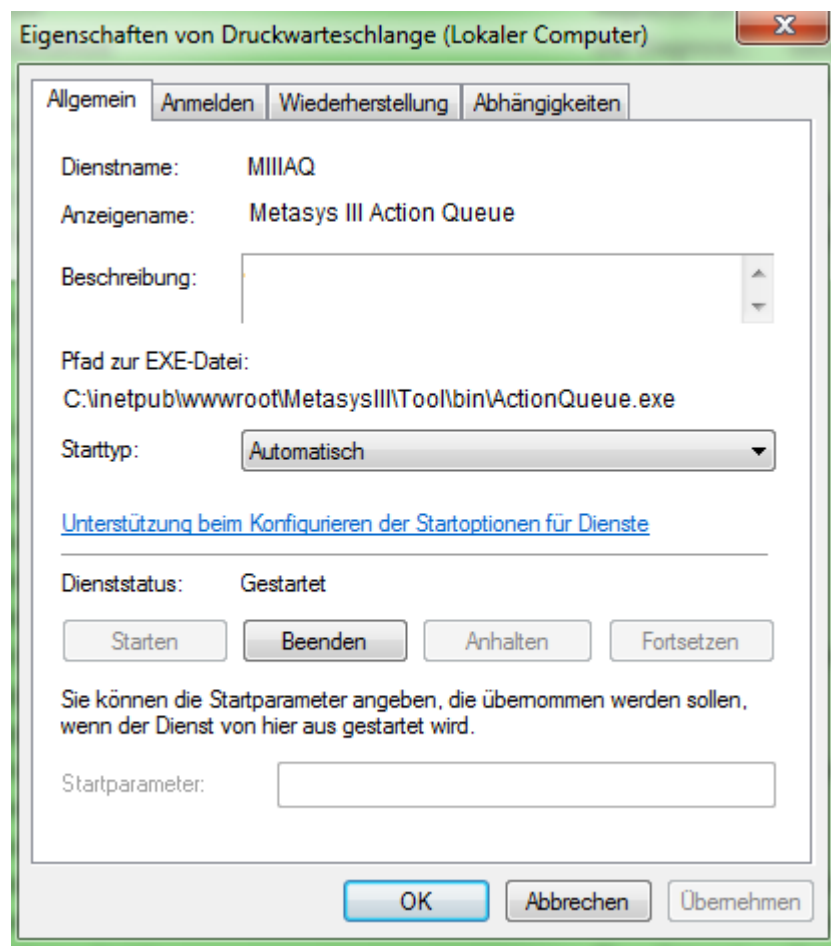 Eigenschaften von Druckwarteschlange (Lokaler Computer)
Allgemein Anmelden Wiederherstellung Abhängigkeiten
Dienstname: MIIIAQ
Anzeigename: Metasys III Action Queue
Beschreibung:
Pfad zur EXE-Datei:
C:\inetpub\wwwroot\MetasysIII\Tool\bin\ActionQueue.exe
Starttyp: Automatisch
Unterstützung beim Konfigurieren der Startoptionen für Dienste
Dienststatus: Gestartet
Starten Beenden Anhalten Fortsetzen
Sie können die Startparameter angeben, die übernommen werden sollen,
wenn der Dienst von hier aus gestartet wird.
Startparameter:
OK Abbrechen Übernehmen